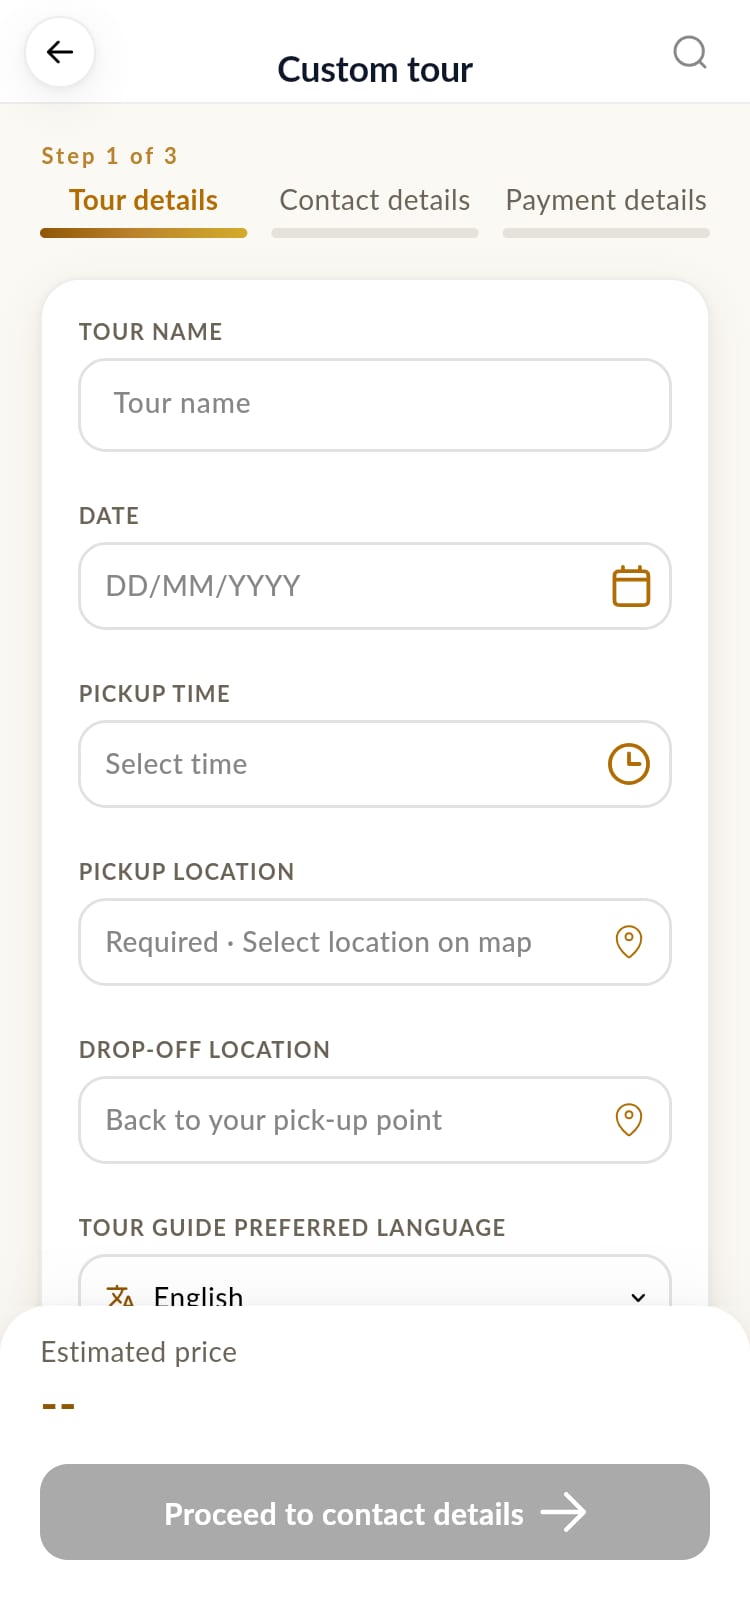 Custom tour
Step 1 of 3
Tour details
Contact details
Payment details
TOUR NAME
Tour name
DATE
DD/MM/YYYY
PICKUP TIME
Select time
PICKUP LOCATION
Required · Select location on map
DROP-OFF LOCATION
Back to your pick-up point
TOUR GUIDE PREFERRED LANGUAGE
English
Estimated price
--
Proceed to contact details